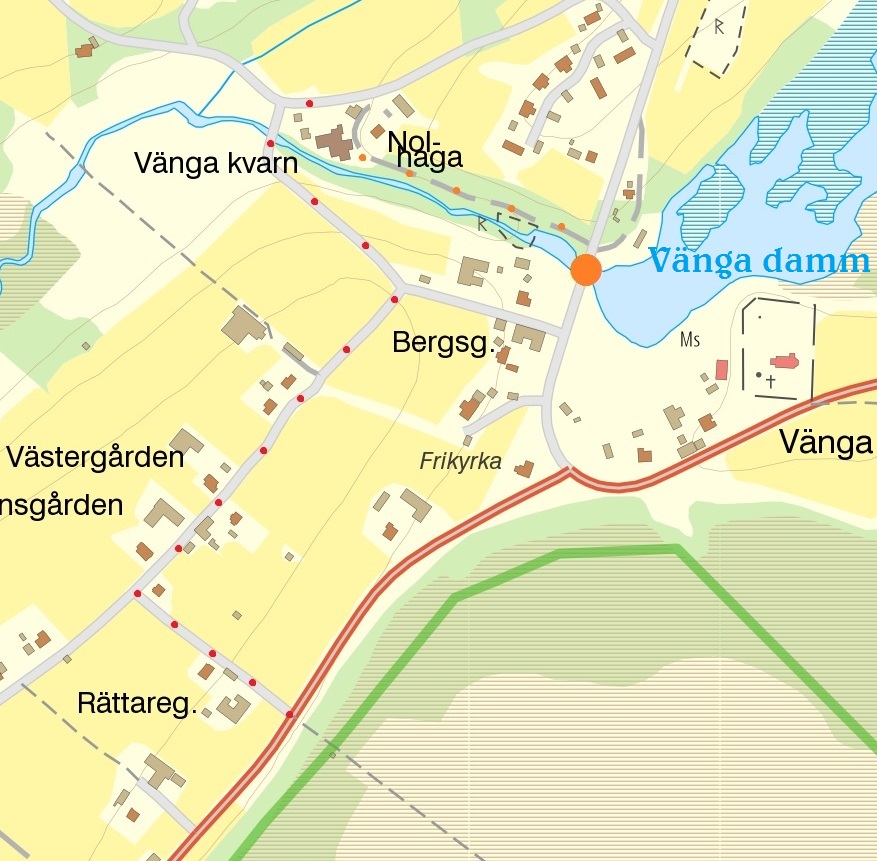 R
Nol-
haga
Vänga kvarn
R
Vänga damm
Bergsg.
Ms
Vänga
Västergården
Frikyrka
nsgården
Rättareg.